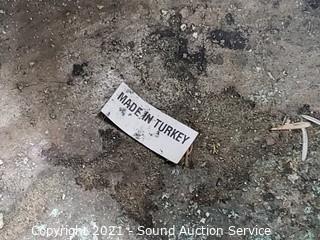 MADE IN TURKEY
Copyright 2021 - Sound Auction Service